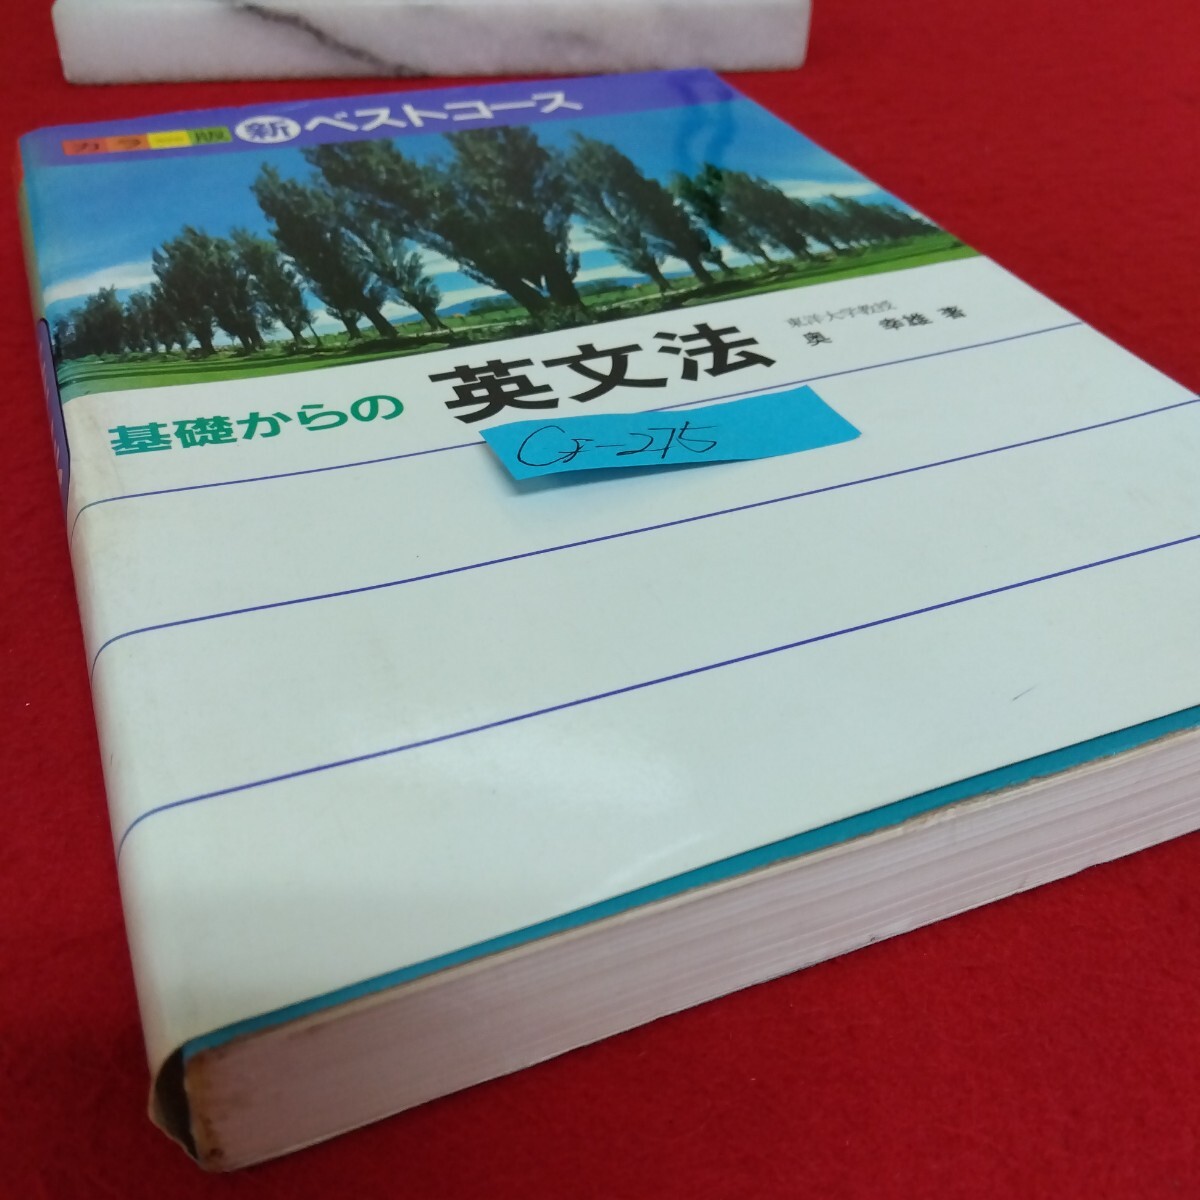 カラー版 新 ベストコース
東洋大学教授
奥 幸雄 著
基礎からの 英文法
-275